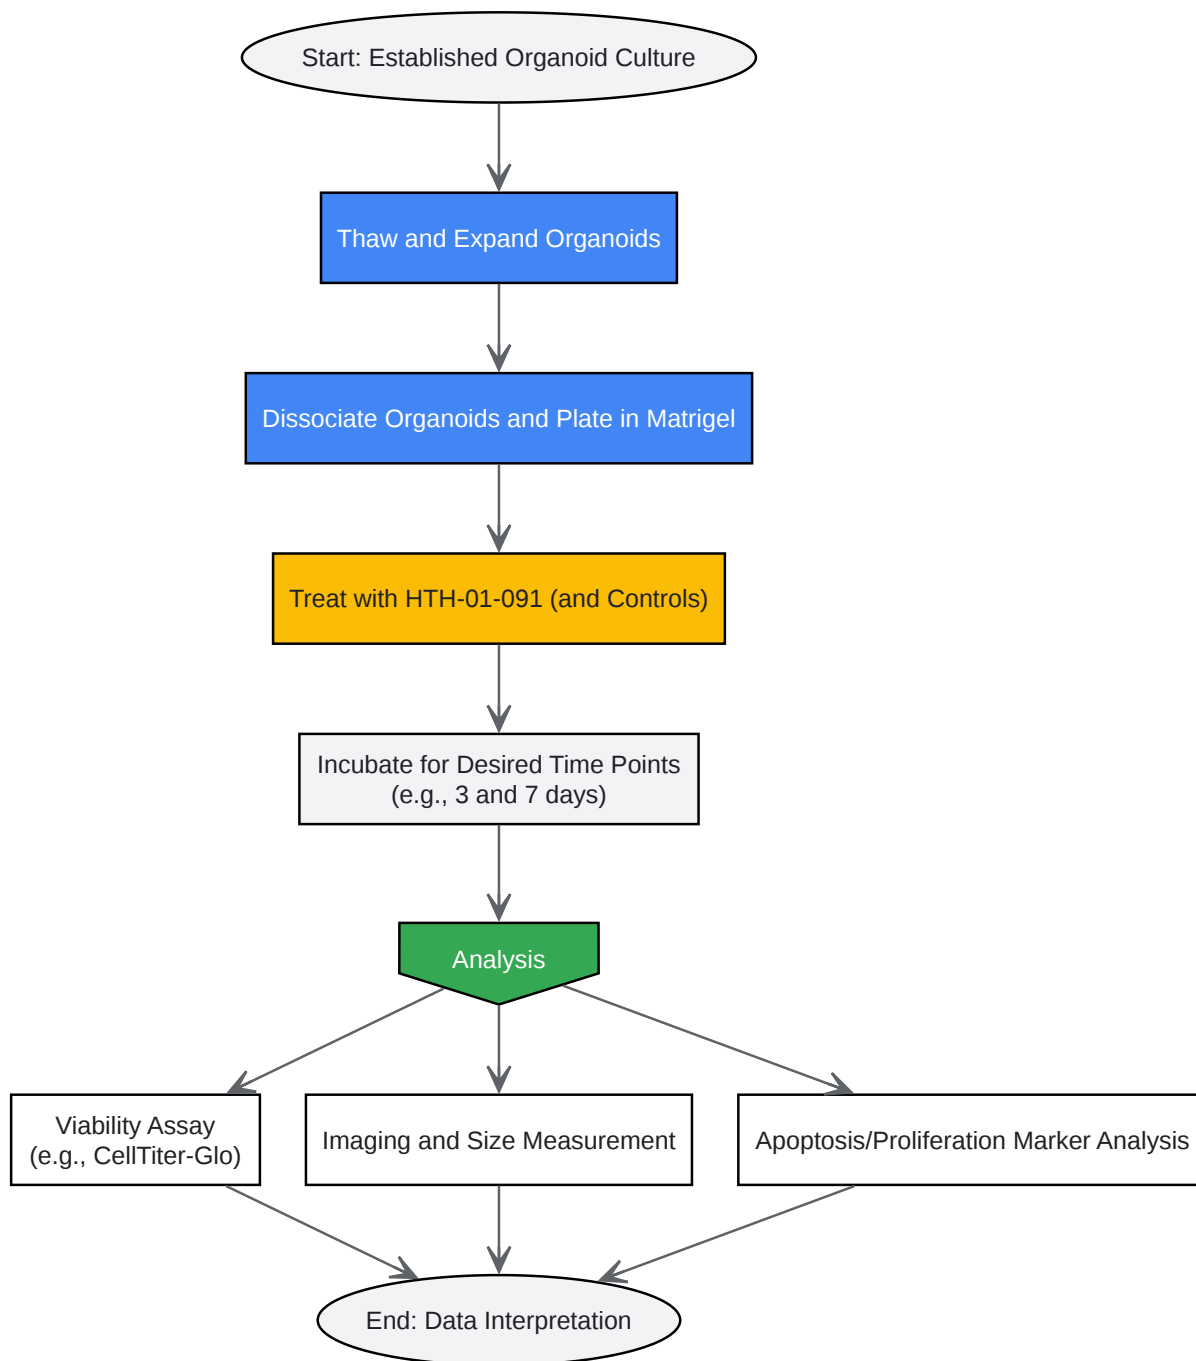 Start: Established Organoid Culture
Thaw and Expand Organoids
Dissociate Organoids and Plate in Matrigel
Treat with HTH-01-091 (and Controls)
Incubate for Desired Time Points
(e.g., 3 and 7 days)
Analysis
Viability Assay
(e.g., CellTiter-Glo)
Imaging and Size Measurement
Apoptosis/Proliferation Marker Analysis
End: Data Interpretation